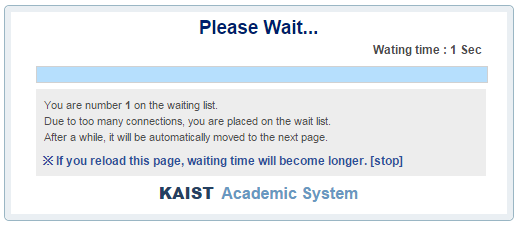 Please Wait...
Wating time : 1 Sec
You are number 1 on the waiting list.
Due to too many connections, you are placed on the wait list.
After a while, it will be automatically moved to the next page.
※ If you reload this page, waiting time will become longer. [stop]
KAIST Academic System